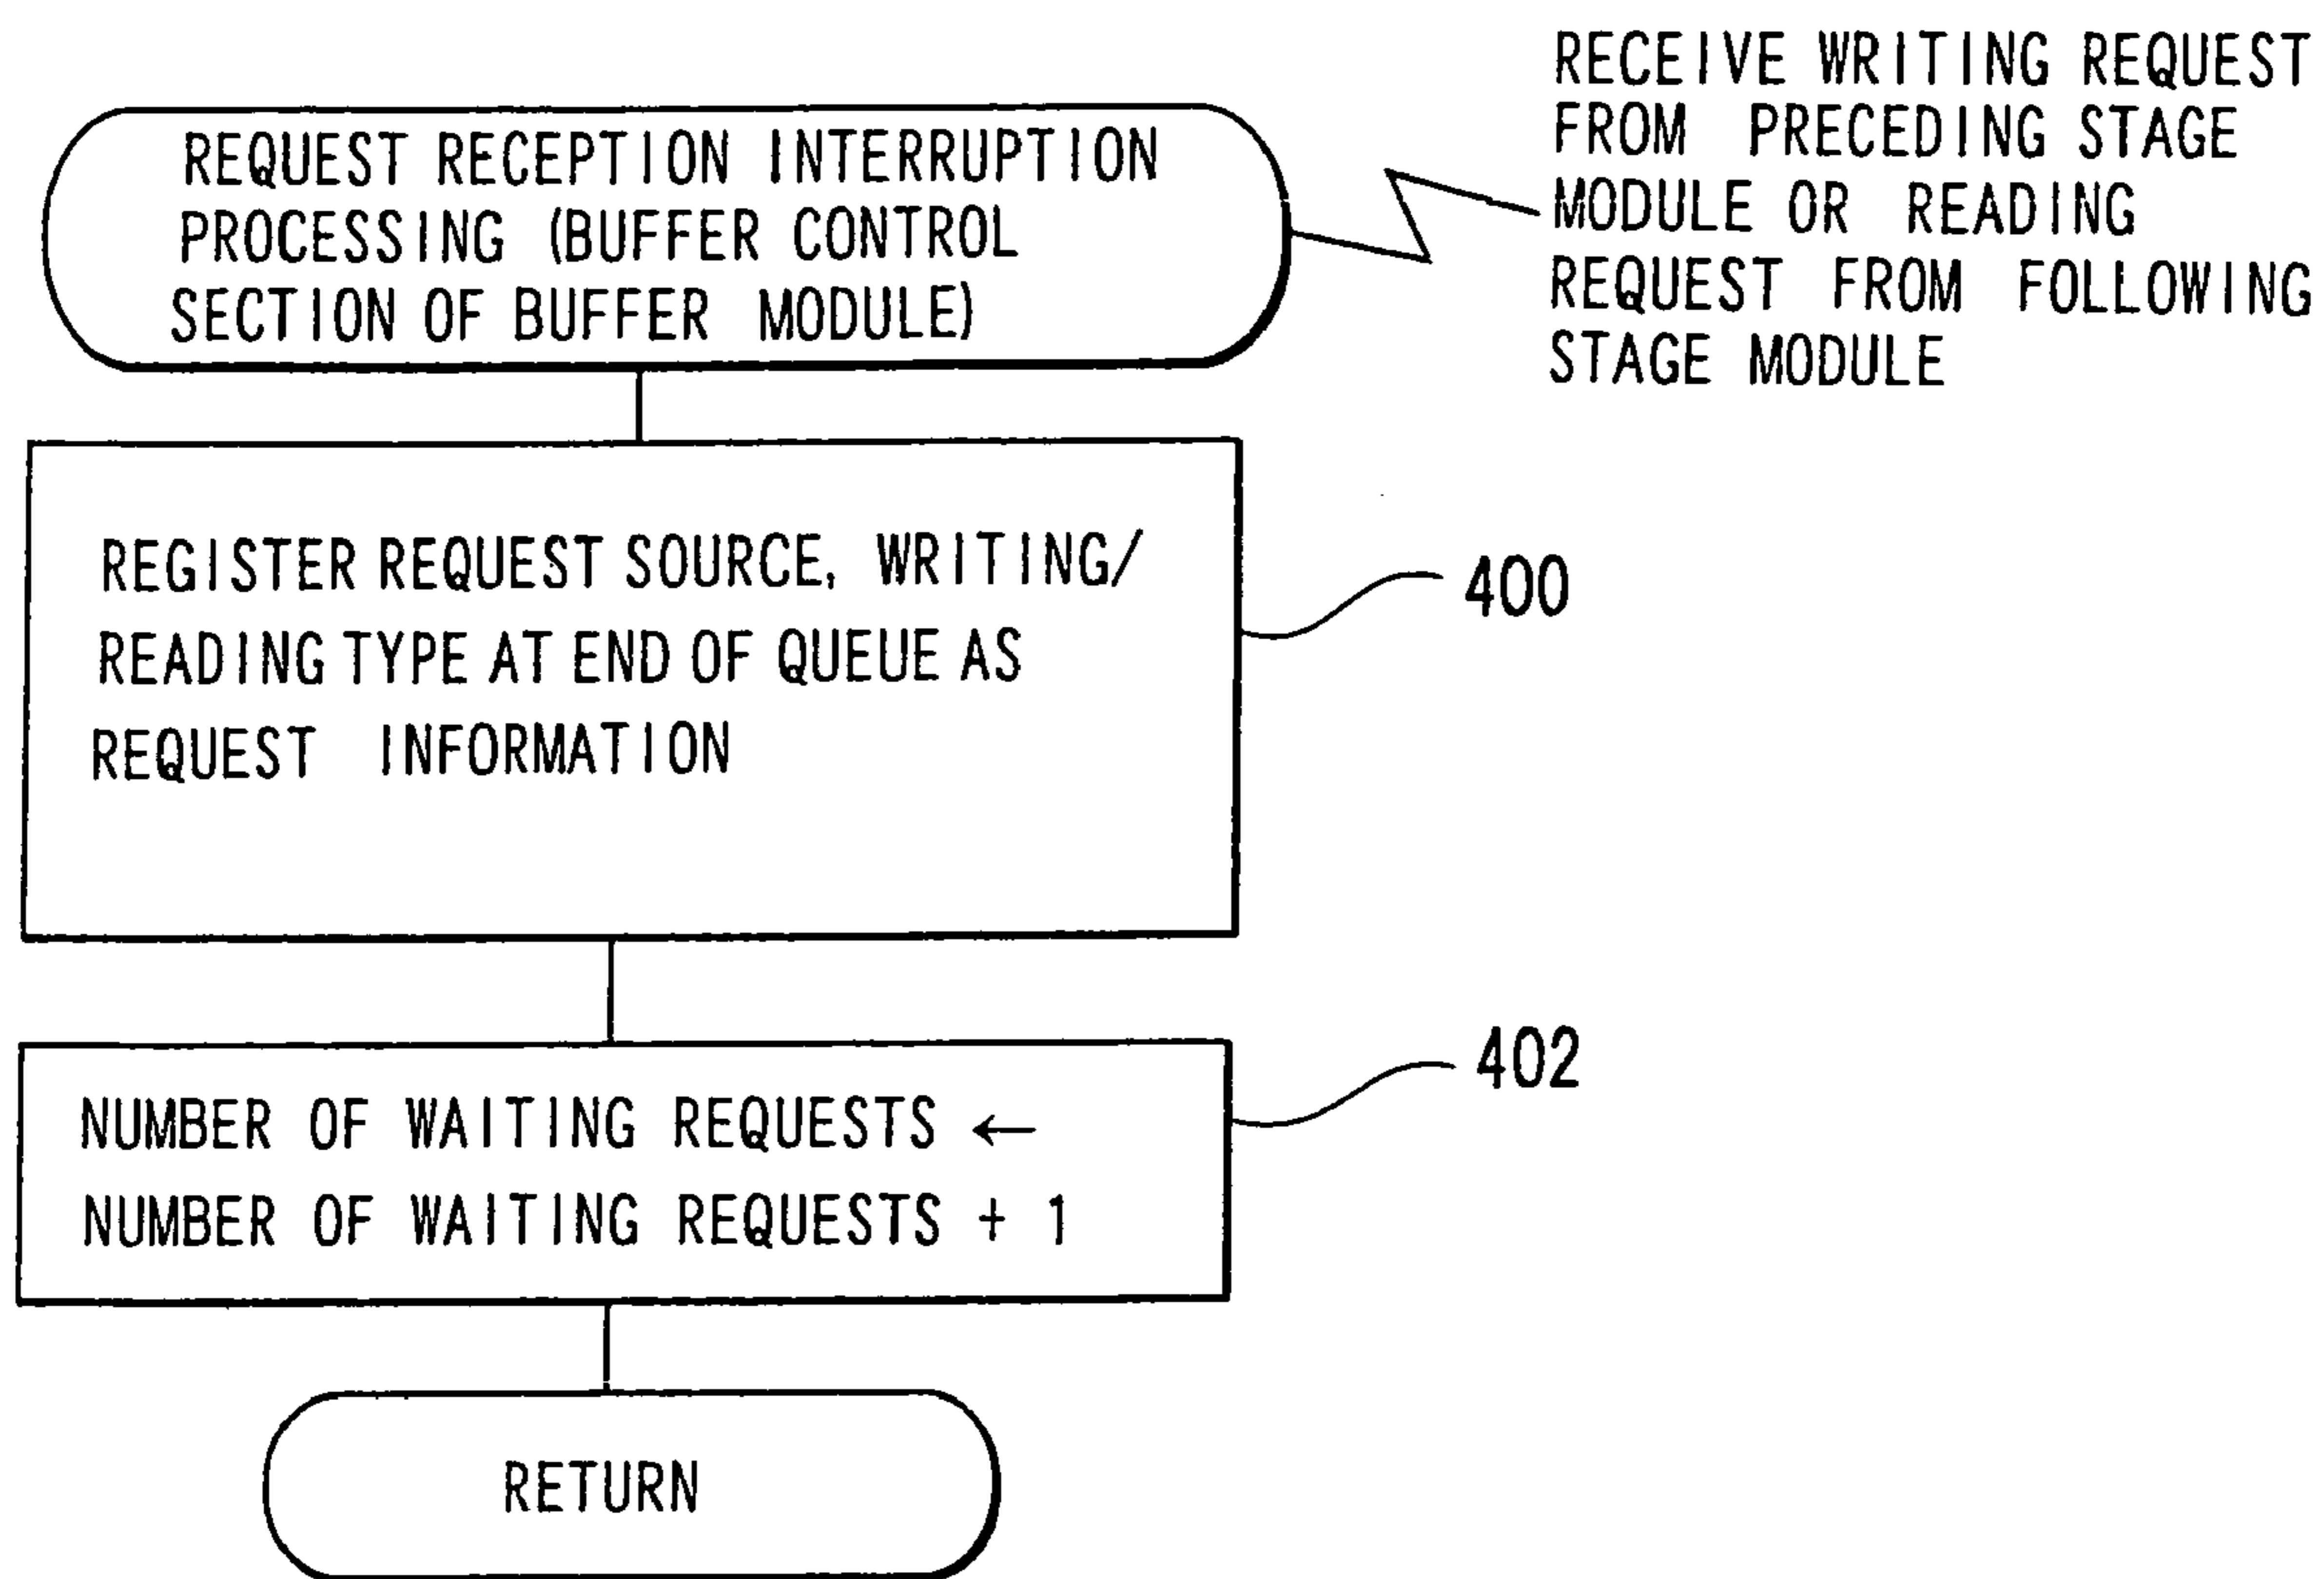 REQUEST RECEPTION INTERRUPTION
PROCESSING (BUFFER CONTROL
SECTION OF BUFFER MODULE)
RECEIVE WRITING REQUEST
FROM PRECEDING STAGE
MODULE OR READING
REQUEST FROM FOLLOWING
STAGE MODULE
REGISTER REQUEST SOURCE, WRITING/
READING TYPE AT END OF QUEUE AS
REQUEST INFORMATION
400
NUMBER OF WAITING REQUESTS ←
NUMBER OF WAITING REQUESTS + 1
402
RETURN